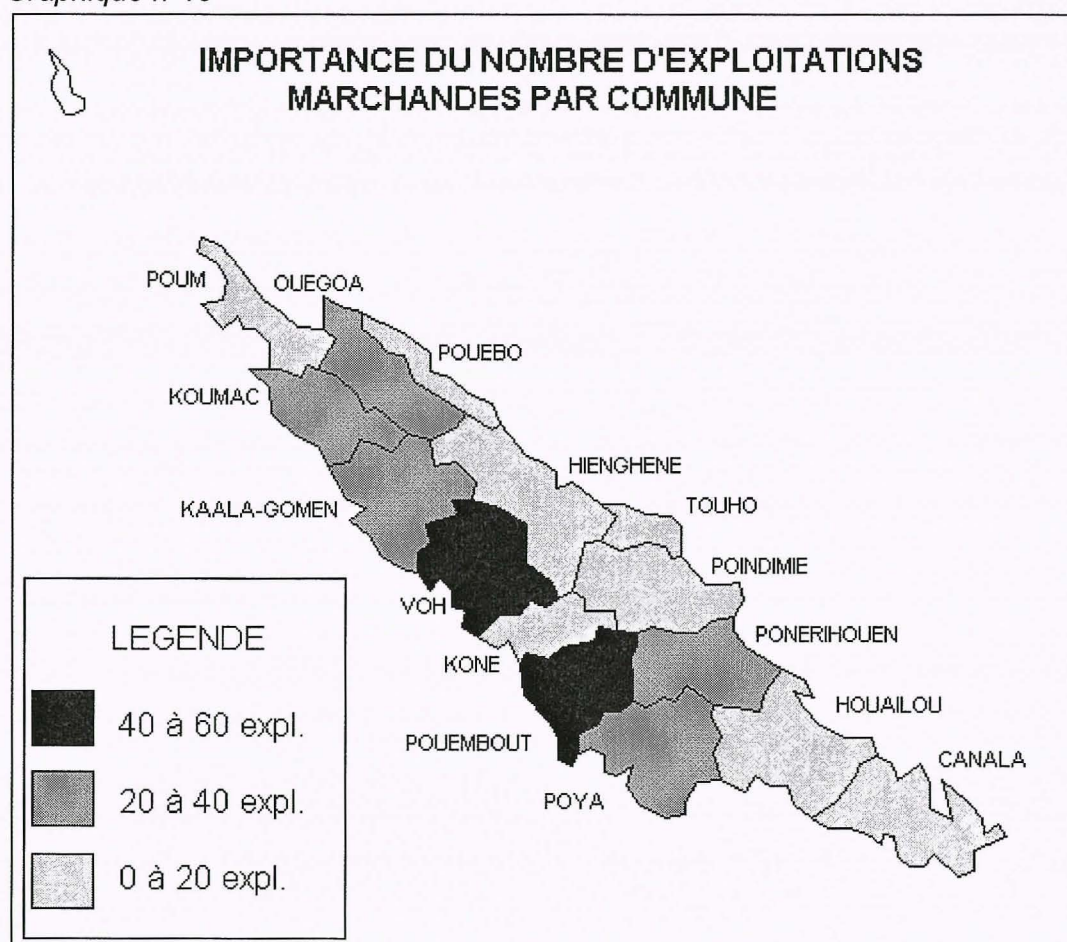 IMPORTANCE DU NOMBRE D'EXPLOITATIONS
MARCHANDES PAR COMMUNE
POUM
OUEGOA
POUEBO
KOUMAC
HIENGHENE
TOUHO
KAALA-GOMEN
POINDIMIE
VOH
PONERIHOUEN
KONE
HOUAILOU
POUEMBOUT
CANALA
POYA
LEGENDE
40 à 60 expl.
20 à 40 expl.
0 à 20 expl.